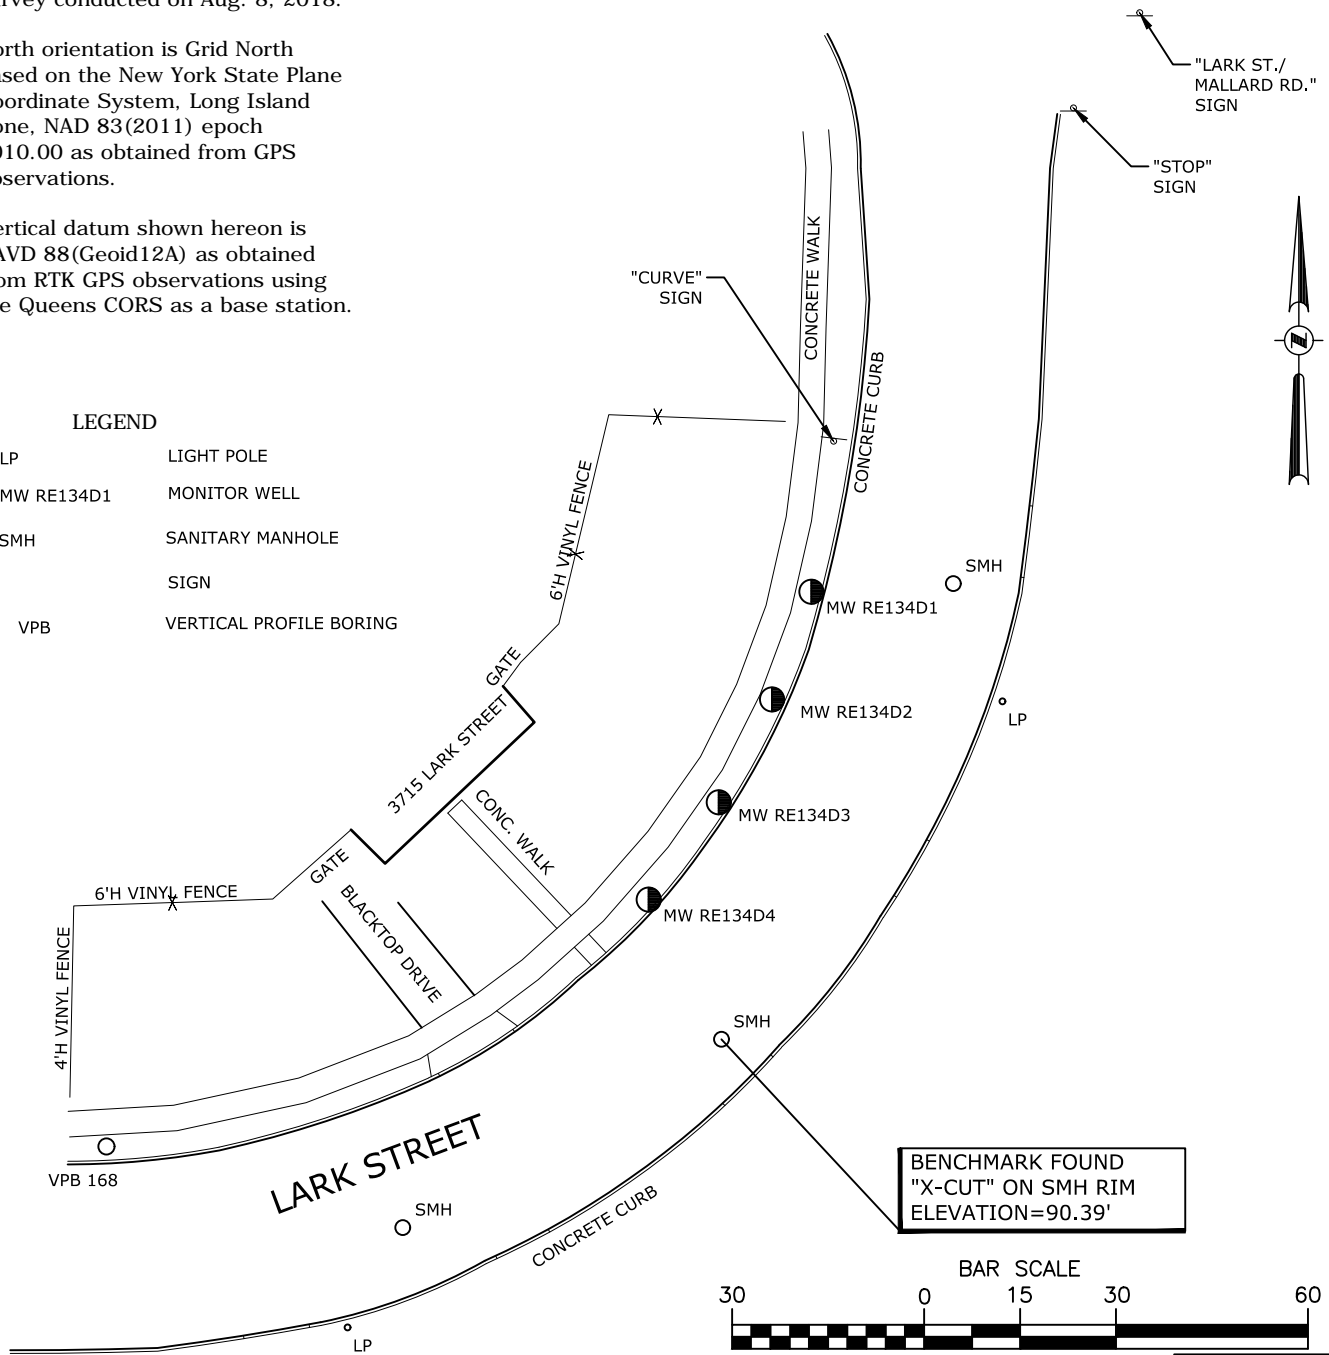 urvey conducted on Aug. 8, 2018.
orth orientation is Grid North
ased on the New York State Plane
oordinate System, Long Island
one, NAD 83(2011) epoch
010.00 as obtained from GPS
bservations.
ertical datum shown hereon is
AVD 88(Geoid12A) as obtained
om RTK GPS observations using
e Queens CORS as a base station.
LEGEND
LP LIGHT POLE
MW RE134D1 MONITOR WELL
SMH SANITARY MANHOLE
SIGN
VPB VERTICAL PROFILE BORING
"LARK ST./
MALLARD RD."
SIGN
"STOP"
SIGN
"CURVE"
SIGN
CONCRETE WALK
CONCRETE CURB
Z
6'H VINYL FENCE
SMH
MW RE134D1
GATE
MW RE134D2
LP
3715 LARK STREET
CONC. WALK
MW RE134D3
GATE
6'H VINYL FENCE
BLACKTOP DRIVE
MW RE134D4
4'H VINYL FENCE
SMH
LARK STREET
VPB 168
SMH
CONCRETE CURB
BENCHMARK FOUND
"X-CUT" ON SMH RIM
ELEVATION=90.39'
LP
BAR SCALE
30 0 15 30 60